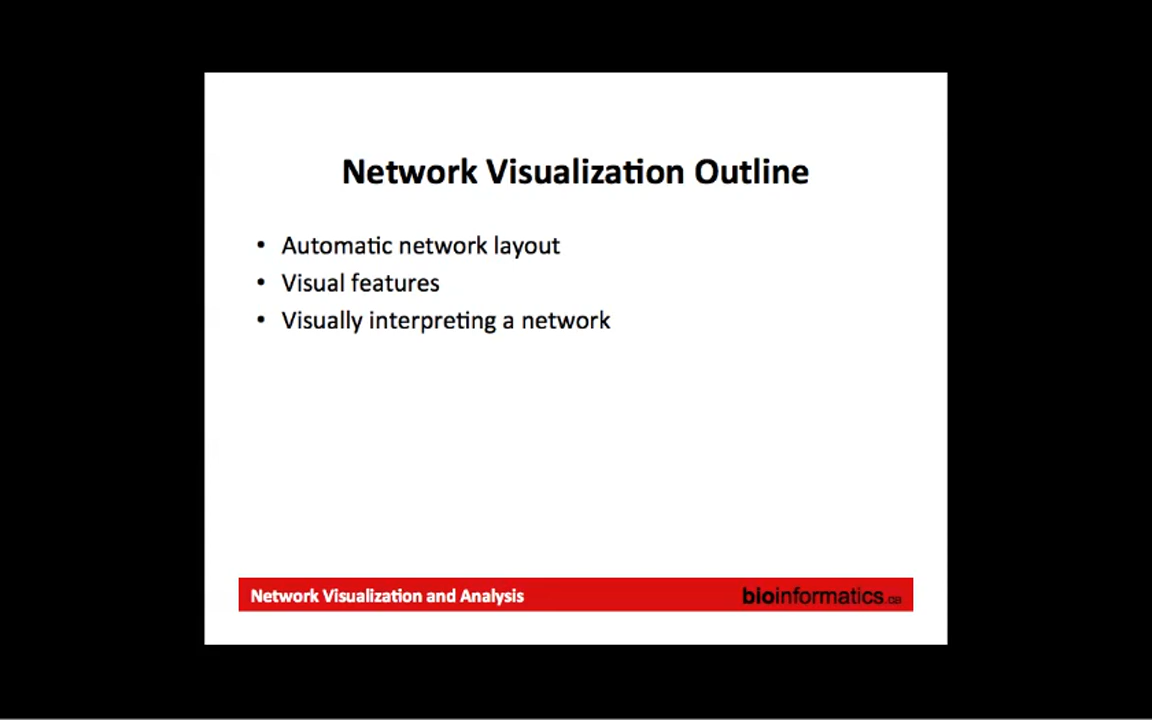 Network Visualization Outline
• Automatic network layout
• Visual features
• Visually interpreting a network
Network Visualization and Analysis
bioinformatics.ca